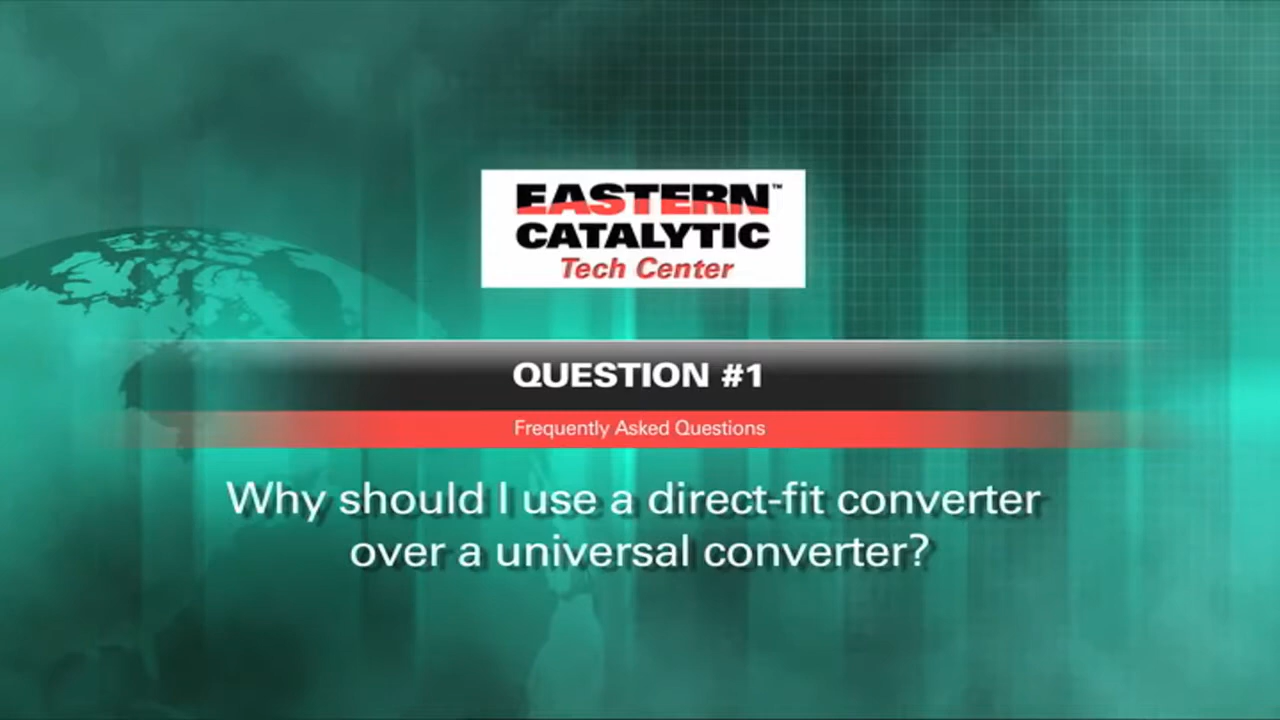 EASTERN™
CATALYTIC
Tech Center
QUESTION #1
Frequently Asked Questions
Why should I use a direct-fit converter
over a universal converter?